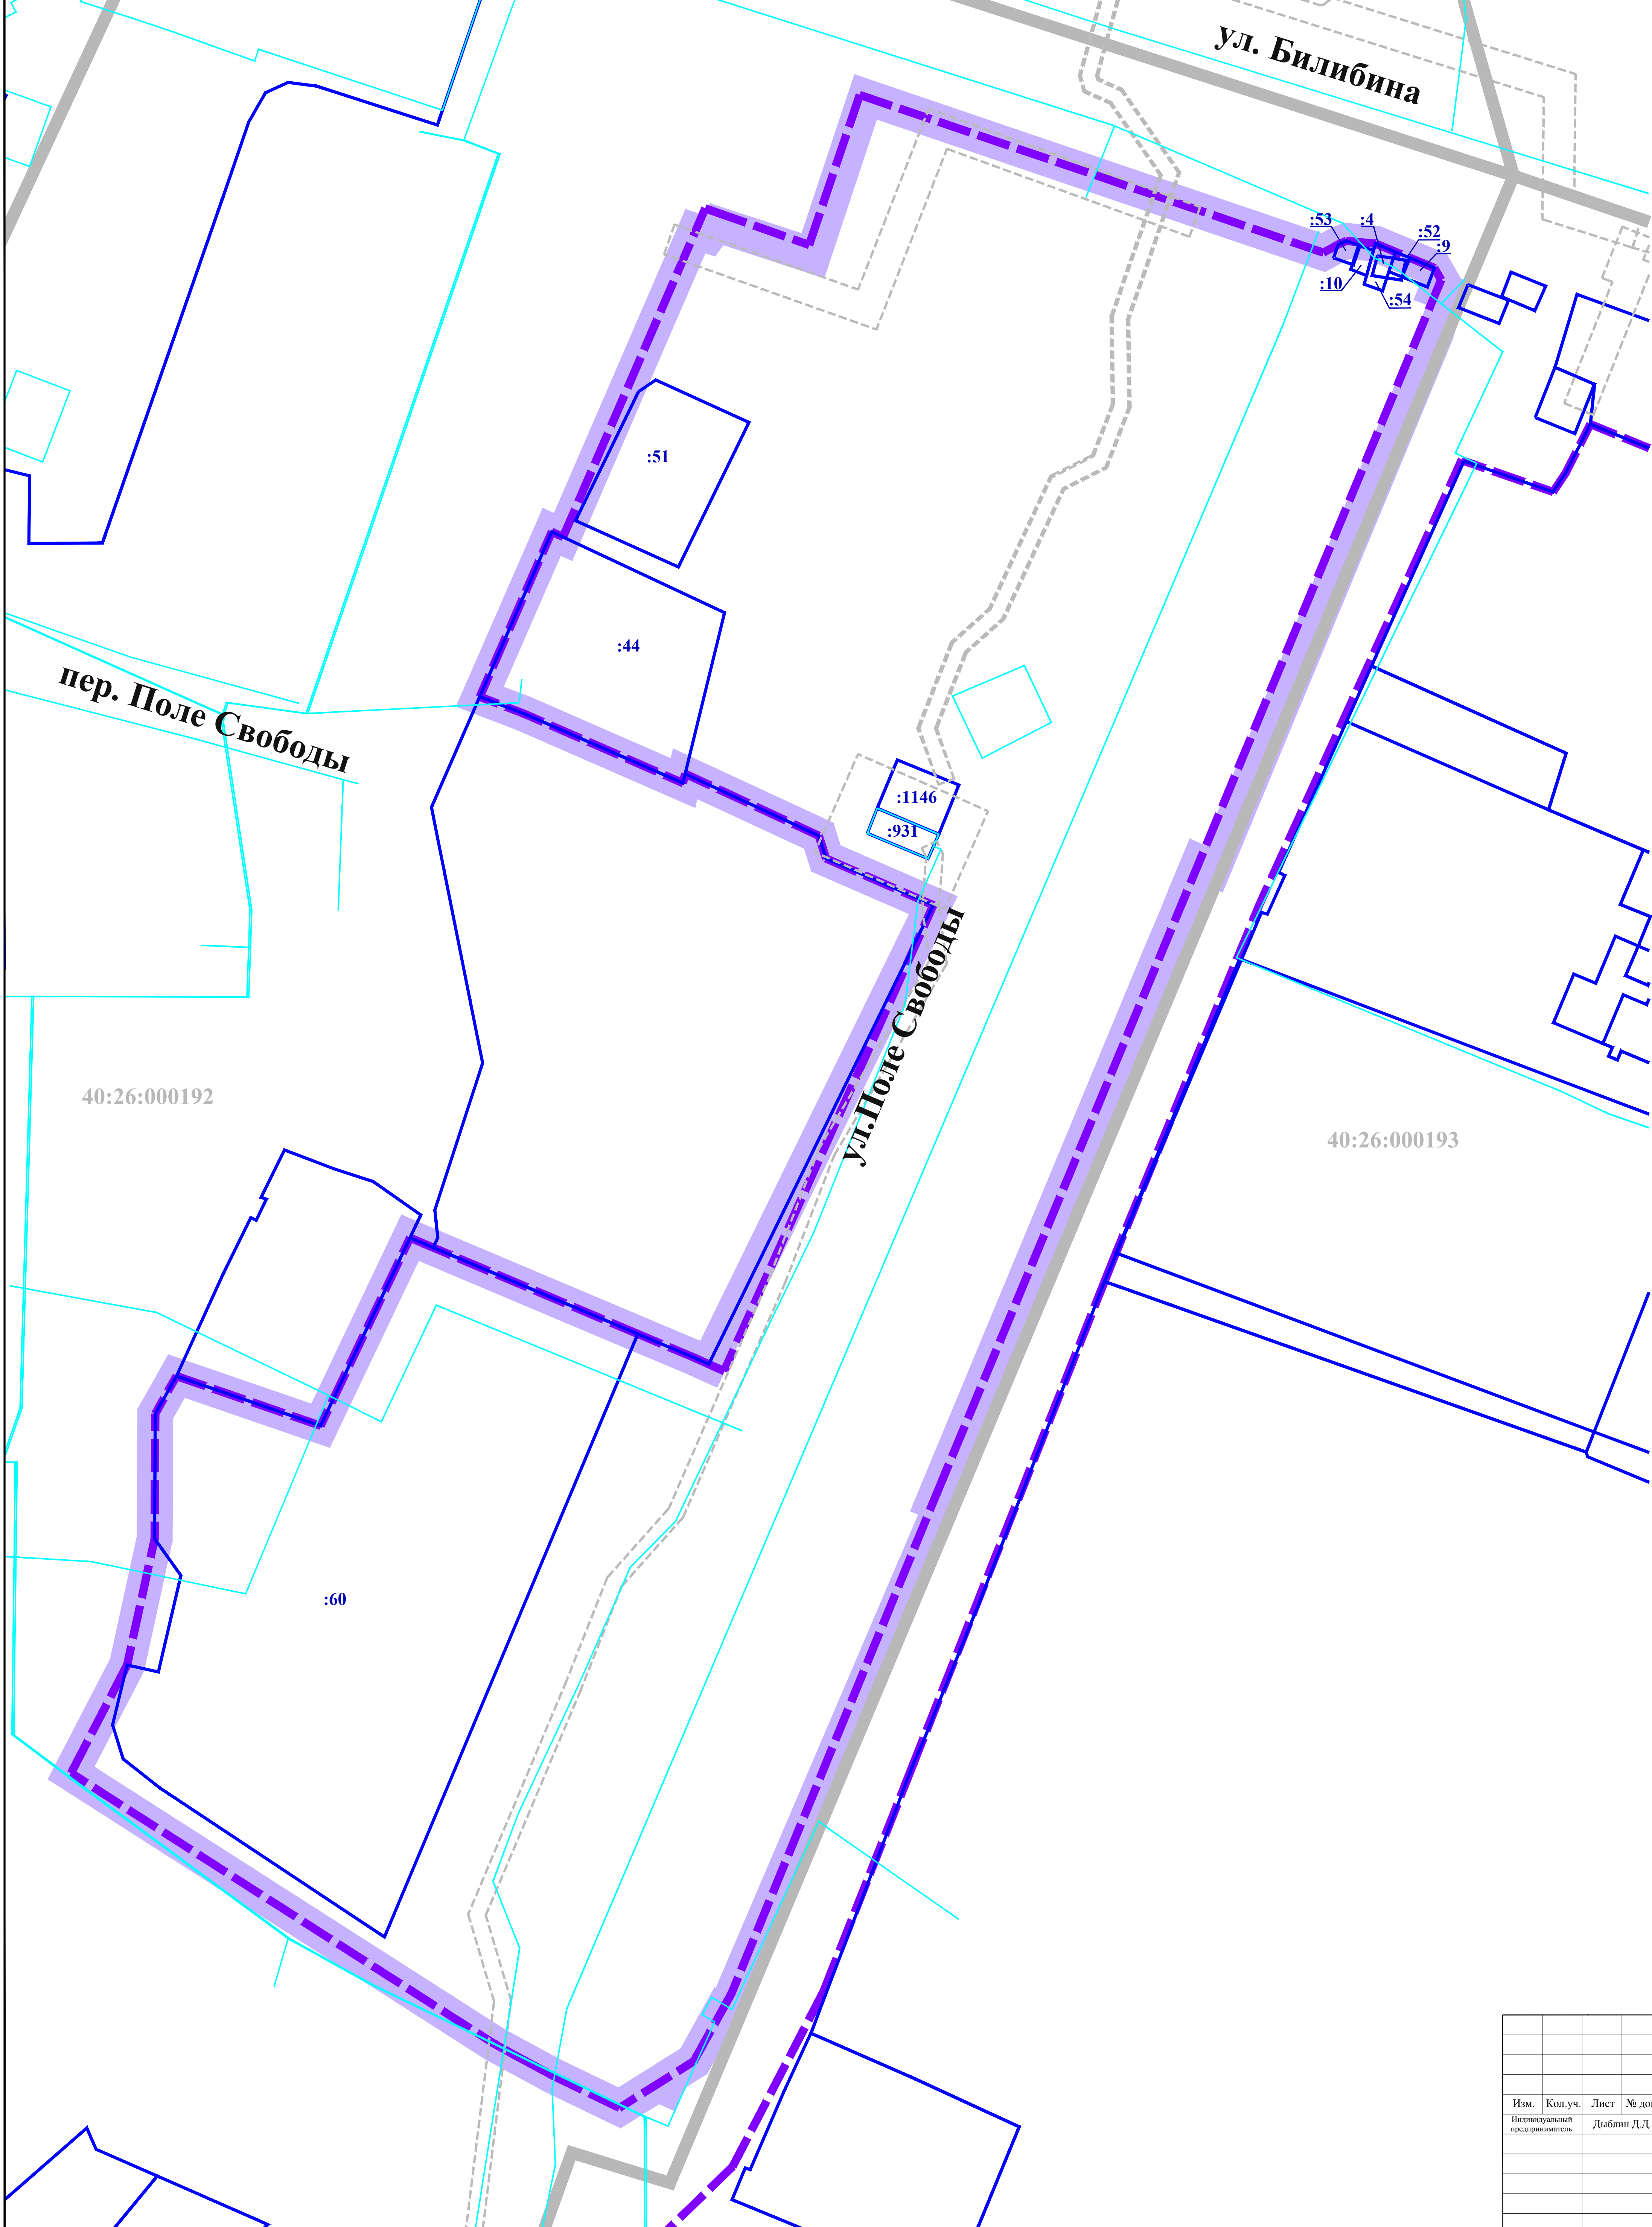 ул. Билибина
:53
:4
:52
:9
:10
:54
:51
:44
пер. Поле Свободы
:1146
:931
ул.Поле Свободы
40:26:000192
40:26:000193
:60
Изм. Кол.уч. Лист
Индивидуальный
предприниматель
Дыблин Д.Д.